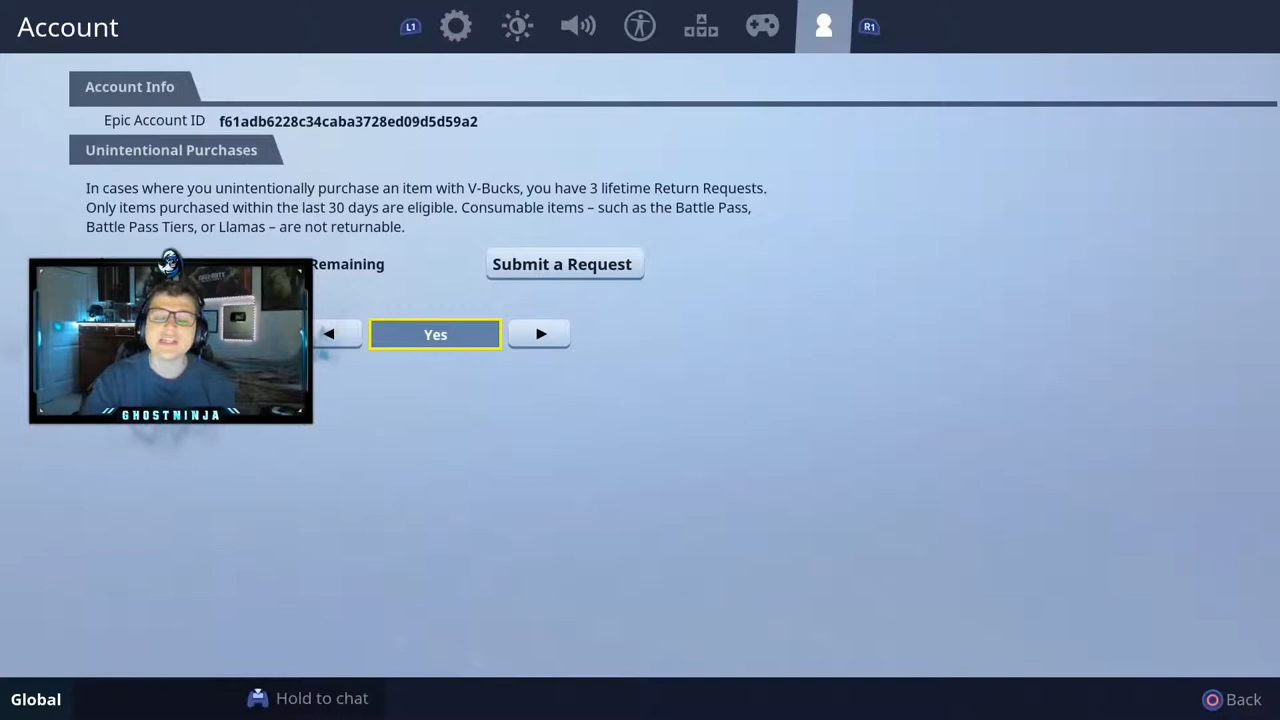 Account
L1
R1
Account Info
Epic Account ID f61adb6228c34caba3728ed09d5d59a2
Unintentional Purchases
In cases where you unintentionally purchase an item with V-Bucks, you have 3 lifetime Return Requests.
Only items purchased within the last 30 days are eligible. Consumable items – such as the Battle Pass,
Battle Pass Tiers, or Llamas – are not returnable.
Remaining
Submit a Request
Yes
GHOSTNINJA
Global
Hold to chat
Back